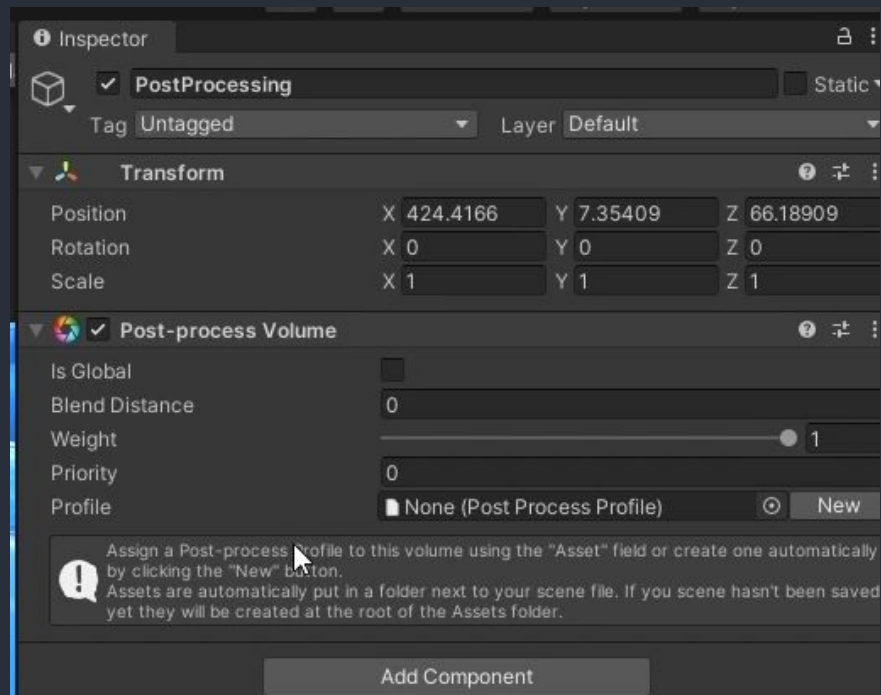 Inspector
PostProcessing Static
Tag Untagged Layer Default
Transform
Position X 424.4166 Y 7.35409 Z 66.18909
Rotation X 0 Y 0 Z 0
Scale X 1 Y 1 Z 1
Post-process Volume
Is Global
Blend Distance 0
Weight 1
Priority 0
Profile None (Post Process Profile) New
Assign a Post-process Profile to this volume using the "Asset" field or create one automatically
by clicking the "New" button.
Assets are automatically put in a folder next to your scene file. If you scene hasn't been saved
yet they will be created at the root of the Assets folder.
Add Component